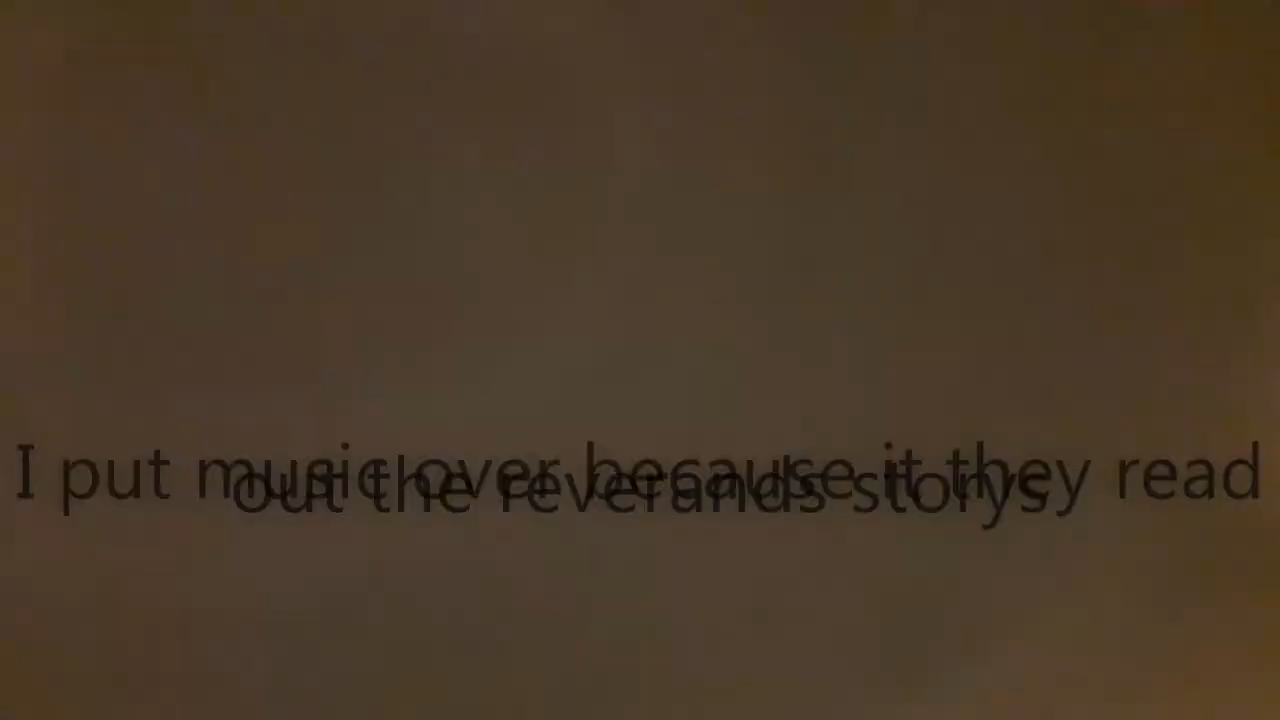 I put music over because it they read
out the reverands storys